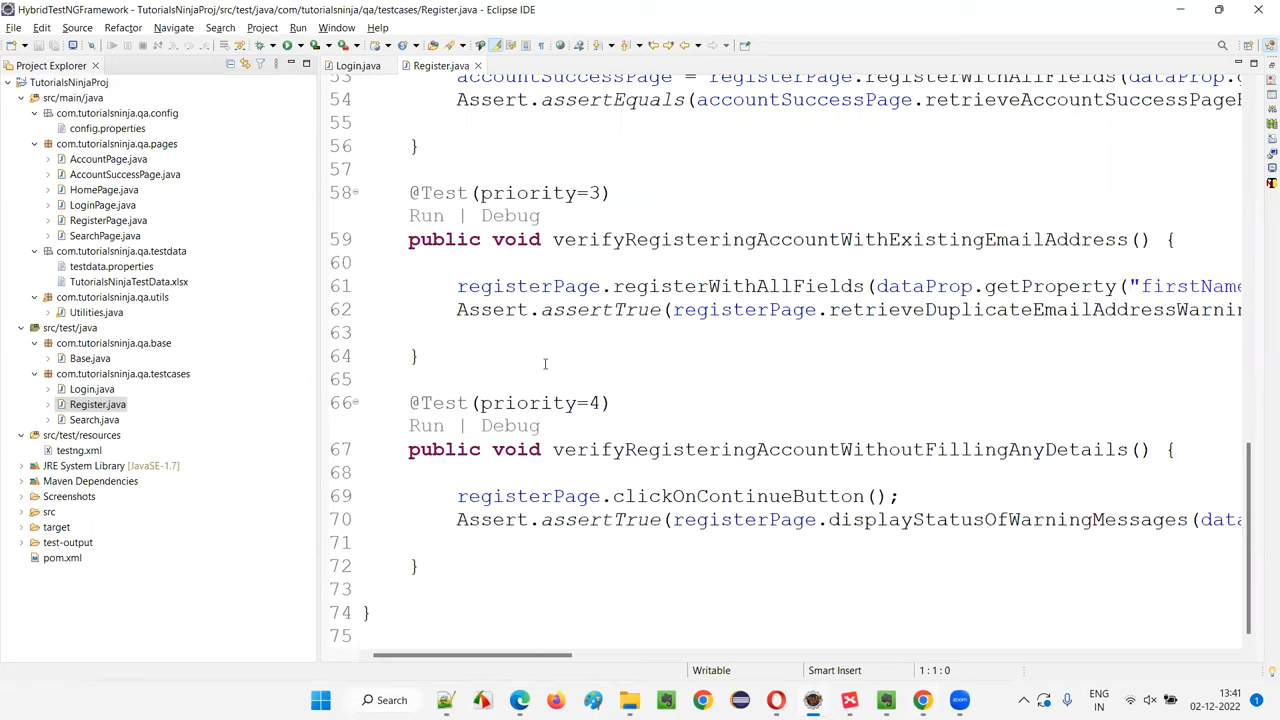 HybridTestNGFramework - TutorialsNinjaProj/src/test/java/com/tutorialsninja/qa/testcases/Register.java - Eclipse IDE
File Edit Source Refactor Navigate Search Project Run Window Help
Project Explorer
Login.java
Register.java
TutorialsNinjaProj
src/main/java
com.tutorialsninja.qa.config
config.properties
com.tutorialsninja.qa.pages
AccountPage.java
AccountSuccessPage.java
HomePage.java
LoginPage.java
RegisterPage.java
SearchPage.java
com.tutorialsninja.qa.testdata
testdata.properties
TutorialsNinjaTestData.xlsx
com.tutorialsninja.qa.utils
Utilities.java
src/test/java
com.tutorialsninja.qa.base
Base.java
com.tutorialsninja.qa.testcases
Login.java
Register.java
Search.java
src/test/resources
testng.xml
JRE System Library [JavaSE-1.7]
Maven Dependencies
Screenshots
src
target
test-output
pom.xml
53 accountSuccessPage = registerPage.registerWithAllFields(dataProp.g
54 Assert.assertEquals(accountSuccessPage.retrieveAccountSuccessPage
55
56 }
57
58 @Test(priority=3)
Run | Debug
59 public void verifyRegisteringAccountWithExistingEmailAddress() {
60
61 registerPage.registerWithAllFields(dataProp.getProperty("firstName
62 Assert.assertTrue(registerPage.retrieveDuplicateEmailAddressWarnin
63
64 }
65
66 @Test(priority=4)
Run | Debug
67 public void verifyRegisteringAccountWithoutFillingAnyDetails() {
68
69 registerPage.clickOnContinueButton();
70 Assert.assertTrue(registerPage.displayStatusOfWarningMessages(data
71
72 }
73
74 }
75
Writable Smart Insert 1 : 1 : 0
Search
ENG
IN
13:41
02-12-2022
1